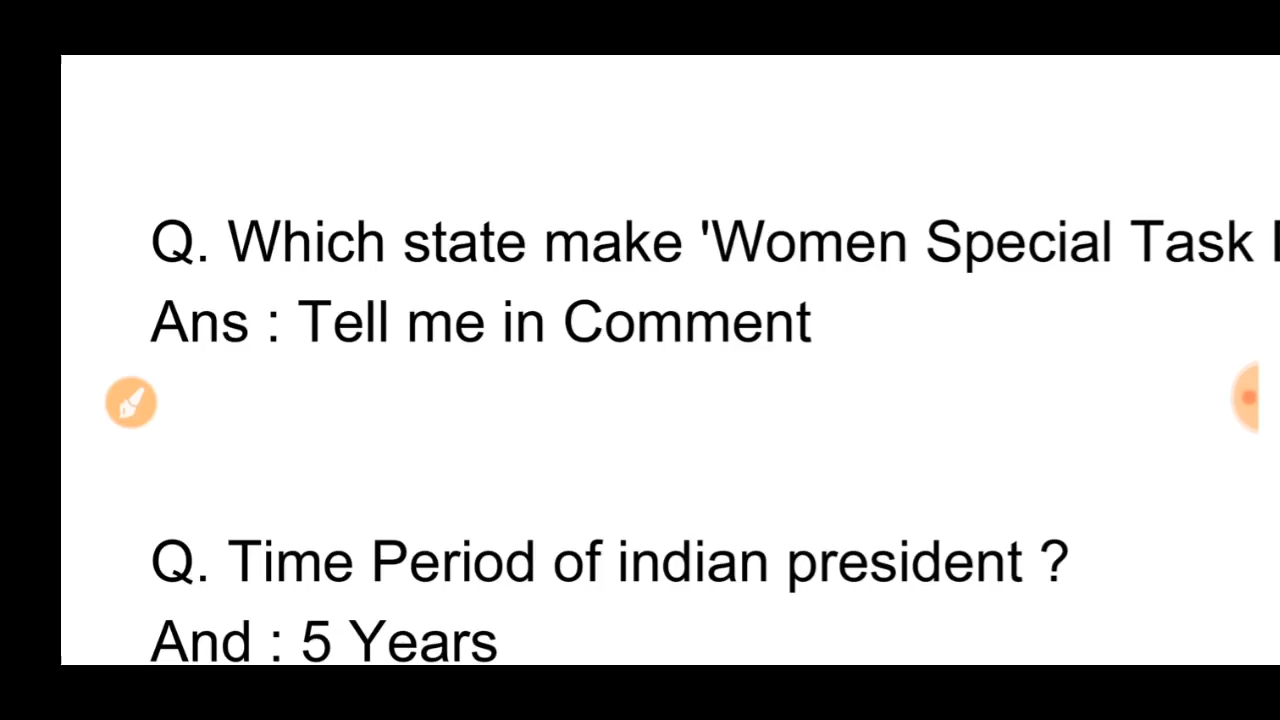 Q. Which state make 'Women Special Task
Ans : Tell me in Comment
Q. Time Period of indian president ?
And : 5 Years